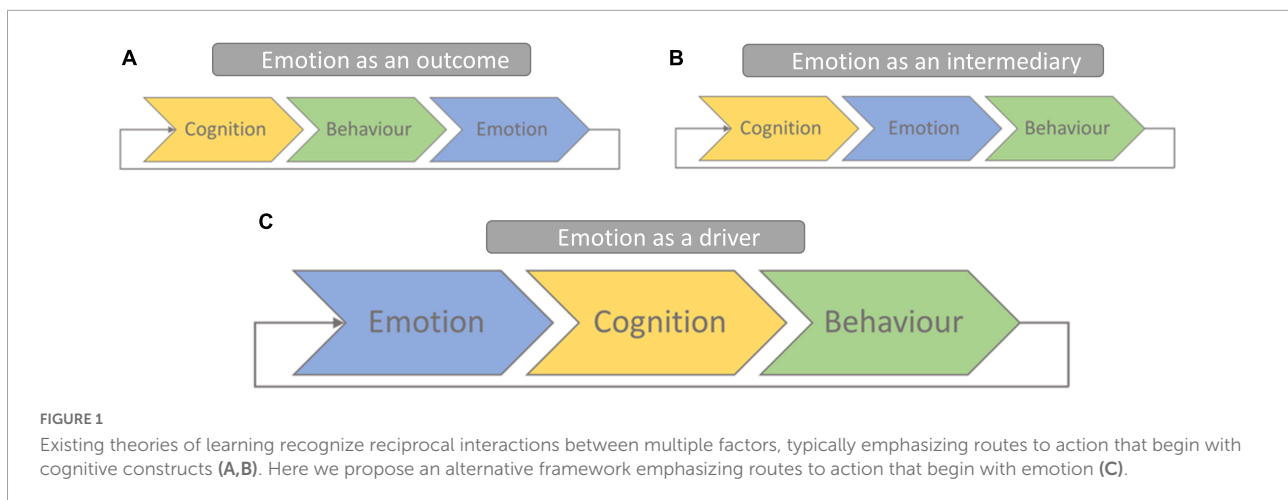 A
Emotion as an outcome
Cognition
Behaviour
Emotion
B
Emotion as an intermediary
Cognition
Emotion
Behaviour
C
Emotion as a driver
Emotion
Cognition
Behaviour
FIGURE 1
Existing theories of learning recognize reciprocal interactions between multiple factors, typically emphasizing routes to action that begin with
cognitive constructs (A,B). Here we propose an alternative framework emphasizing routes to action that begin with emotion (C).